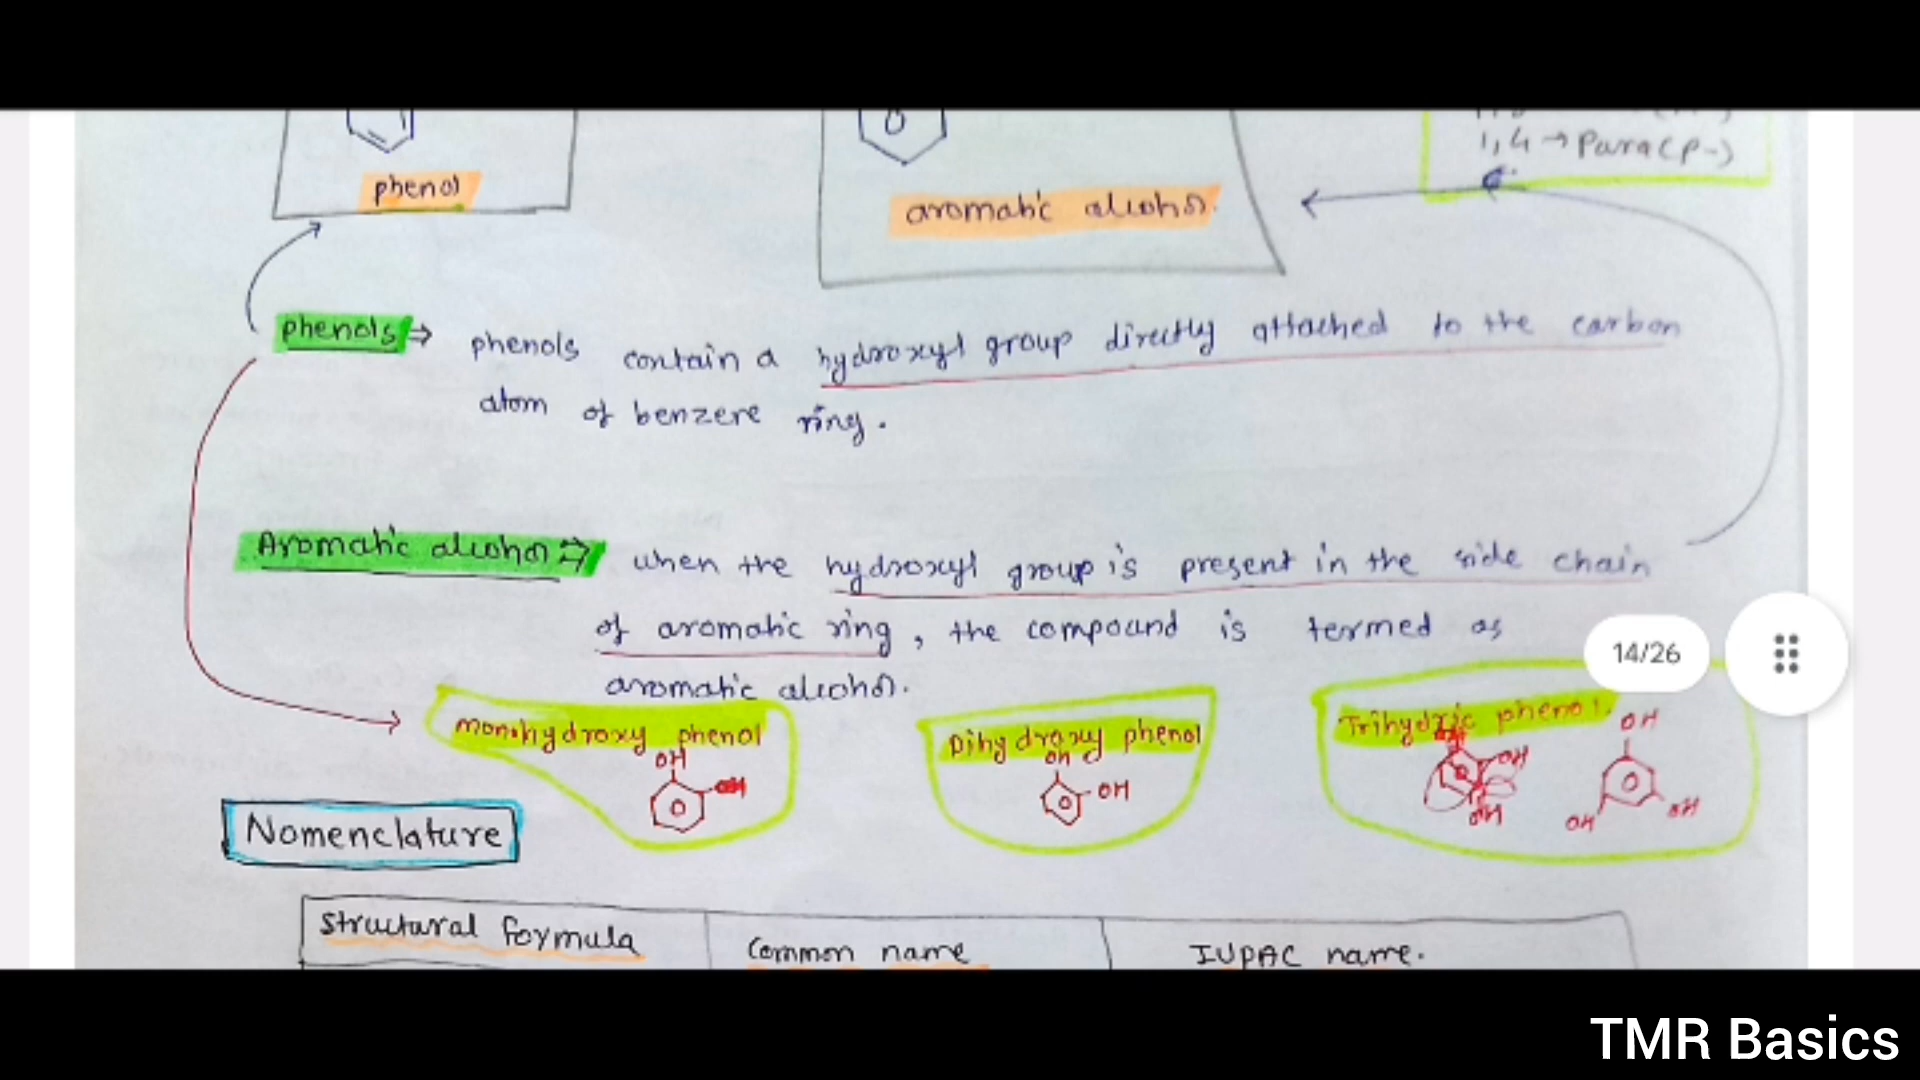 1,4 → Para(p-)
phenol
aromatic alcohol.
phenols ⇒ phenols contain a hydroxyl group directly attached to the carbon
atom of benzere ring.
Aromatic alcohol ⇒ when the hydroxyl group is present in the side chain
of aromatic ring, the compound is termed as
aromatic alcohol.
14/26
monohydroxy phenol
OH
Dihydroxy phenol
OH
OH
Trihydric phenol.
OH
OH
OH
OH
OH
Nomenclature
Structural formula Common name IUPAC name.
TMR Basics